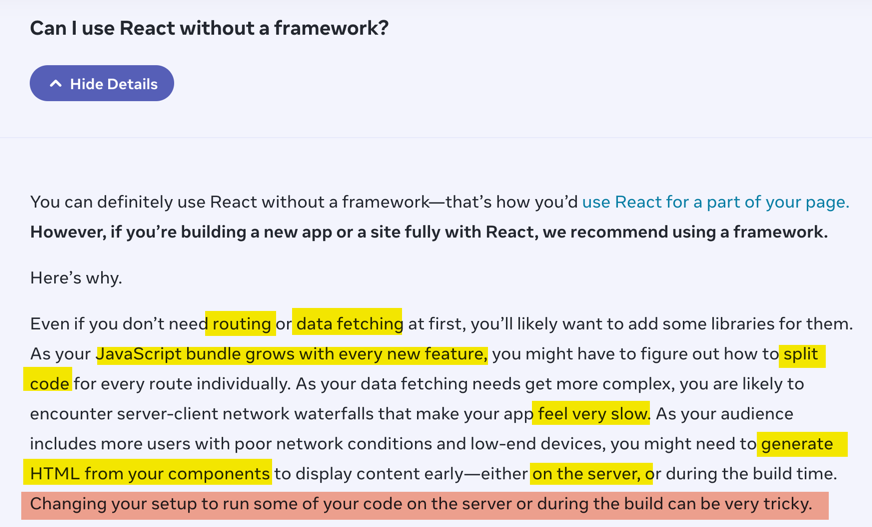 Can I use React without a framework?
Hide Details
You can definitely use React without a framework—that’s how you’d use React for a part of your page.
However, if you’re building a new app or a site fully with React, we recommend using a framework.
Here’s why.
Even if you don’t need routing or data fetching at first, you’ll likely want to add some libraries for them.
As your JavaScript bundle grows with every new feature, you might have to figure out how to split
code for every route individually. As your data fetching needs get more complex, you are likely to
encounter server-client network waterfalls that make your app feel very slow. As your audience
includes more users with poor network conditions and low-end devices, you might need to generate
HTML from your components to display content early—either on the server, or during the build time.
Changing your setup to run some of your code on the server or during the build can be very tricky.